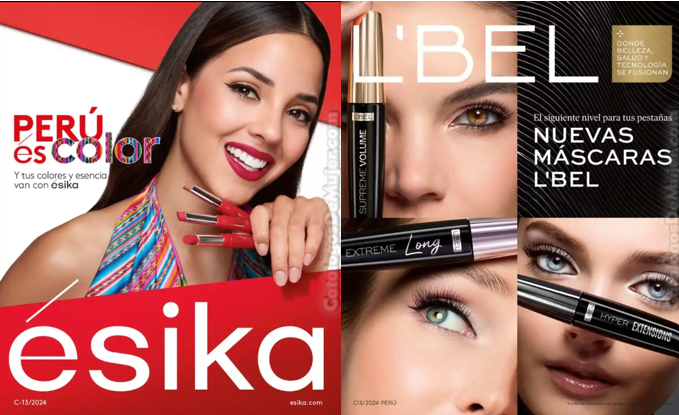 PERÚ
és color
Y tus colores y esencia
van con ésika
ésika
C-13/2024
esika.com
L'BEL
DONDE
BELLEZA,
SALUD Y
TECNOLOGÍA
SE FUSIONAN
El siguiente nivel para tus pestañas
NUEVAS
MÁSCARAS
L'BEL
SUPREME VOLUME
EXTREME Long
HYPER EXTENSIONS
C13/2024 PERÚ